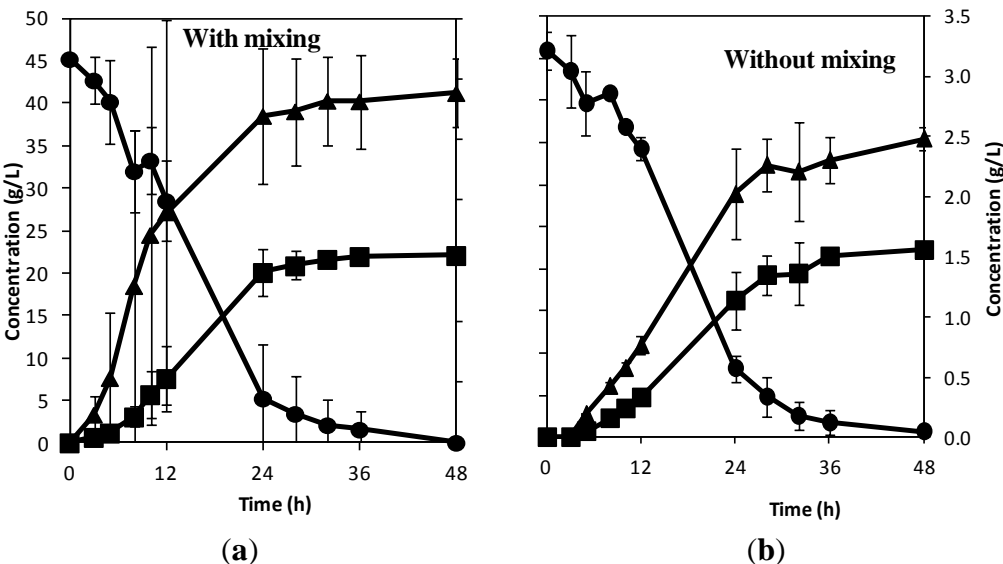 With mixing
Concentration (g/L)
50
45
40
35
30
25
20
15
10
5
0
0 12 24 36 48
Time (h)
(a)
Without mixing
3.5
3.0
2.5
2.0
1.5
1.0
0.5
0.0
Concentration (g/L)
0 12 24 36 48
Time (h)
(b)